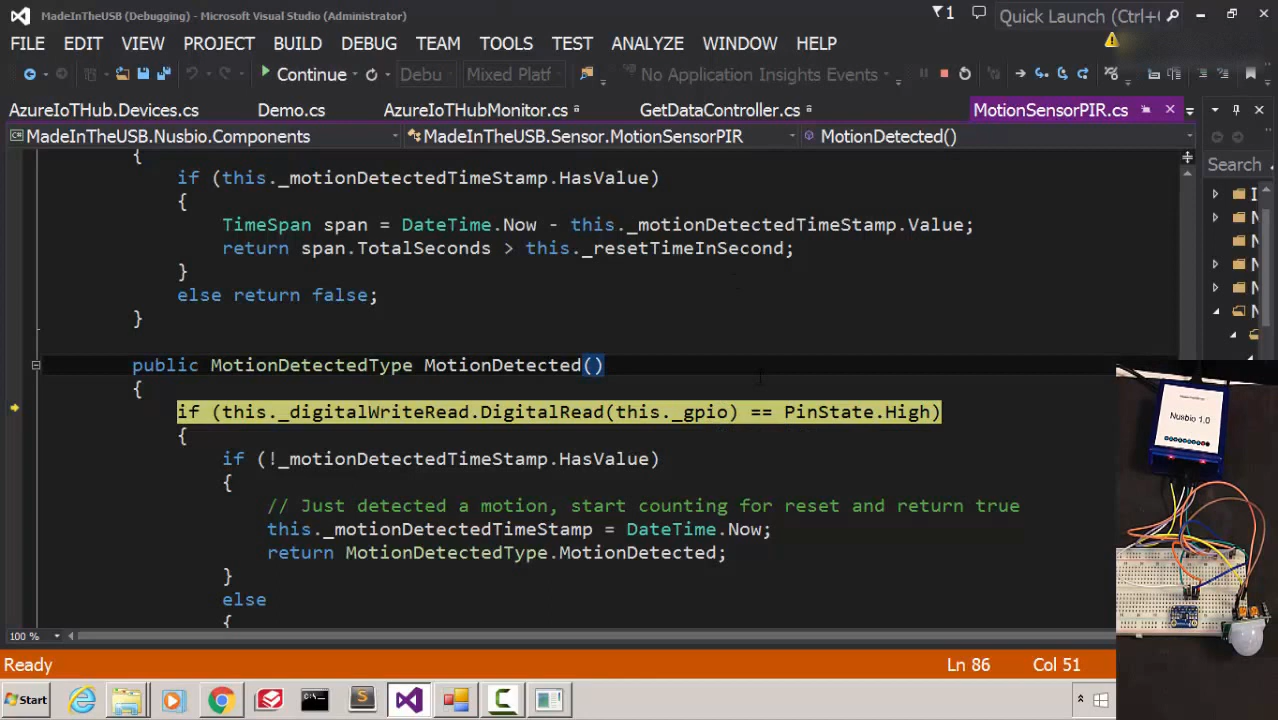 MadeInTheUSB (Debugging) - Microsoft Visual Studio (Administrator)
1
Quick Launch (Ctrl+
FILE EDIT VIEW PROJECT BUILD DEBUG TEAM TOOLS TEST ANALYZE WINDOW HELP
Continue Debu Mixed Platf No Application Insights Events
AzureIoTHub.Devices.cs Demo.cs AzureIoTHubMonitor.cs GetDataController.cs MotionSensorPIR.cs
MadeInTheUSB.Nusbio.Components MadeInTheUSB.Sensor.MotionSensorPIR MotionDetected()
Search
{
if (this._motionDetectedTimeStamp.HasValue)
{
TimeSpan span = DateTime.Now - this._motionDetectedTimeStamp.Value;
return span.TotalSeconds > this._resetTimeInSecond;
}
else return false;
}
public MotionDetectedType MotionDetected()
{
if (this._digitalWriteRead.DigitalRead(this._gpio) == PinState.High)
{
if (!_motionDetectedTimeStamp.HasValue)
{
// Just detected a motion, start counting for reset and return true
this._motionDetectedTimeStamp = DateTime.Now;
return MotionDetectedType.MotionDetected;
}
else
{
Nusbio 1.0
100 %
Ready Ln 86 Col 51
Start